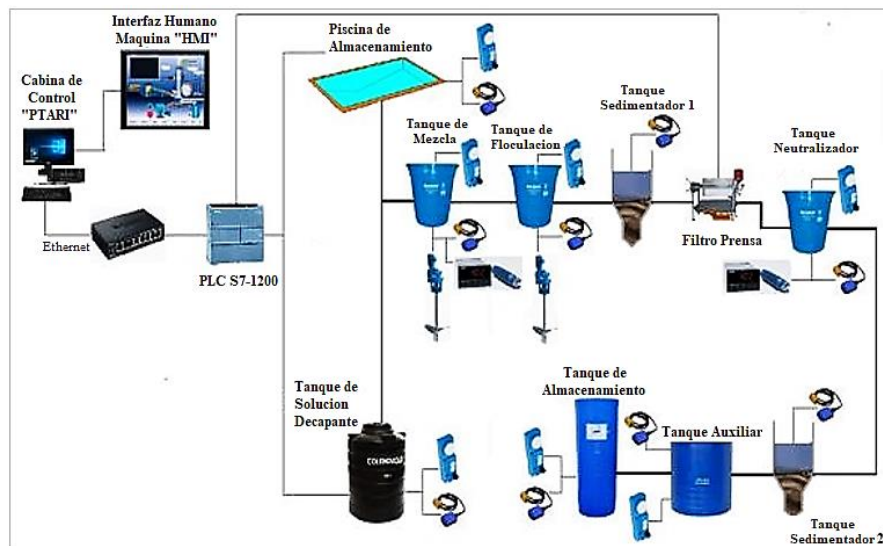 Interfaz Humano
Maquina "HMI"
Piscina de
Almacenamiento
Cabina de
Control
"PTARI"
Tanque
Sedimentador 1
Tanque de
Mezcla
Tanque de
Floculacion
Tanque
Neutralizador
Ethernet
PLC S7-1200
Filtro Prensa
Tanque de
Solucion
Decapante
Tanque de
Almacenamiento
Tanque Auxiliar
Tanque
Sedimentador 2